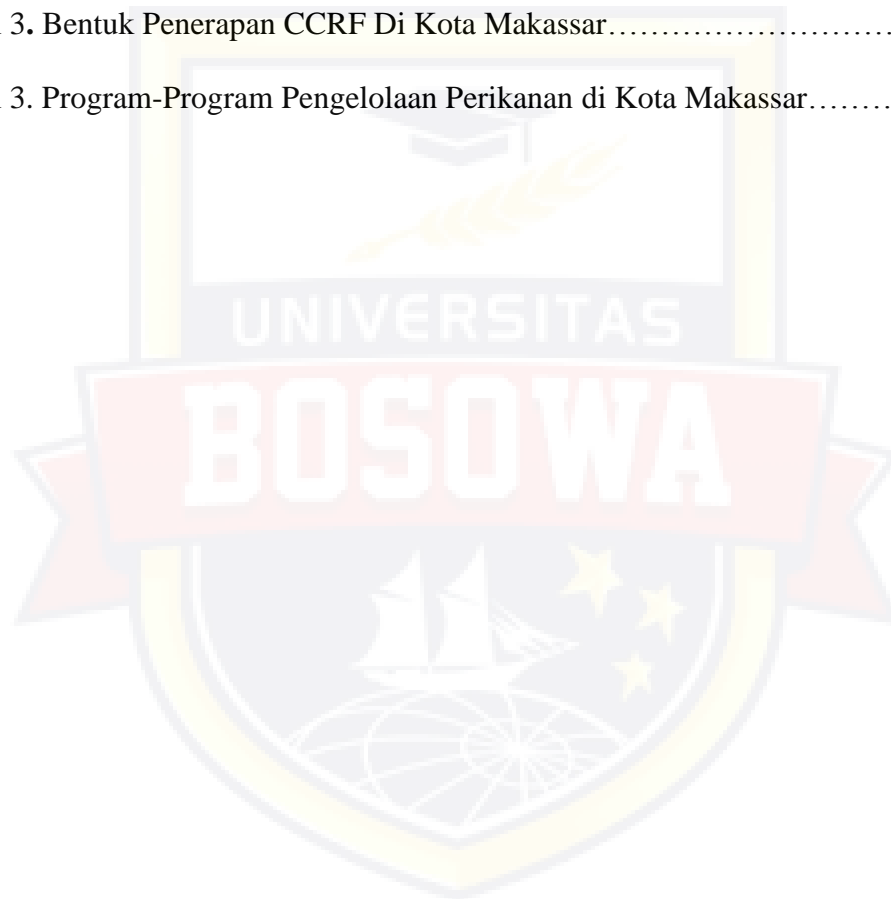 3. Bentuk Penerapan CCRF Di Kota Makassar……………………….
3. Program-Program Pengelolaan Perikanan di Kota Makassar……..
UNIVERSITAS
BOSOWA